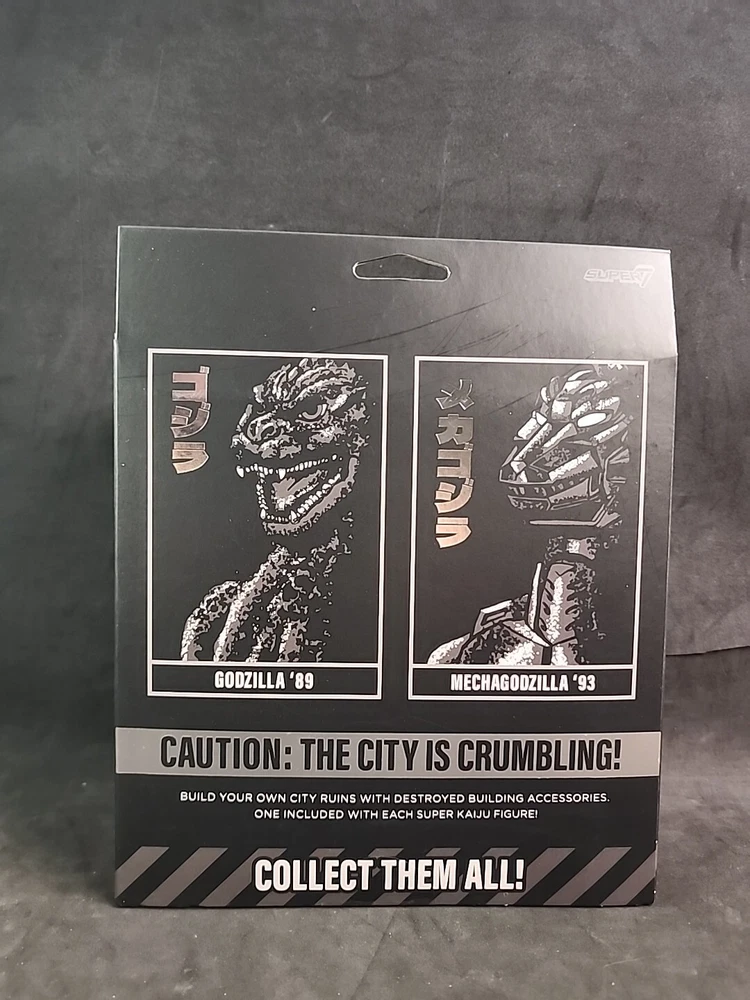 SUPER7
ゴジラ
メカゴジラ
GODZILLA '89
MECHAGODZILLA '93
CAUTION: THE CITY IS CRUMBLING!
BUILD YOUR OWN CITY RUINS WITH DESTROYED BUILDING ACCESSORIES.
ONE INCLUDED WITH EACH SUPER KAIJU FIGURE!
COLLECT THEM ALL!